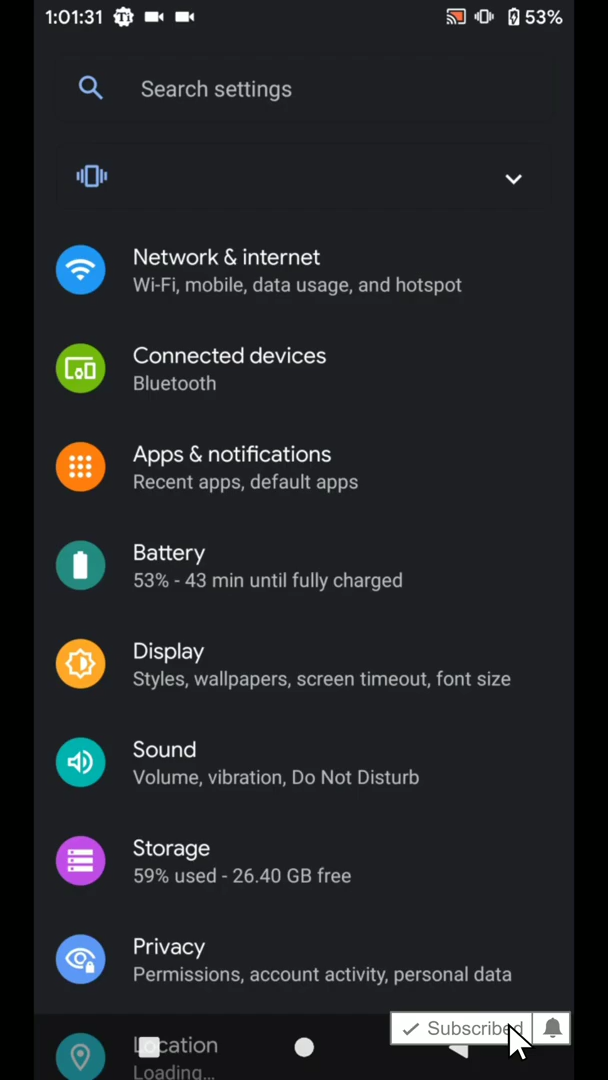 1:01:31 53%
Search settings
Network & internet
Wi-Fi, mobile, data usage, and hotspot
Connected devices
Bluetooth
Apps & notifications
Recent apps, default apps
Battery
53% - 43 min until fully charged
Display
Styles, wallpapers, screen timeout, font size
Sound
Volume, vibration, Do Not Disturb
Storage
59% used - 26.40 GB free
Privacy
Permissions, account activity, personal data
Subscribed
Location
Loading...